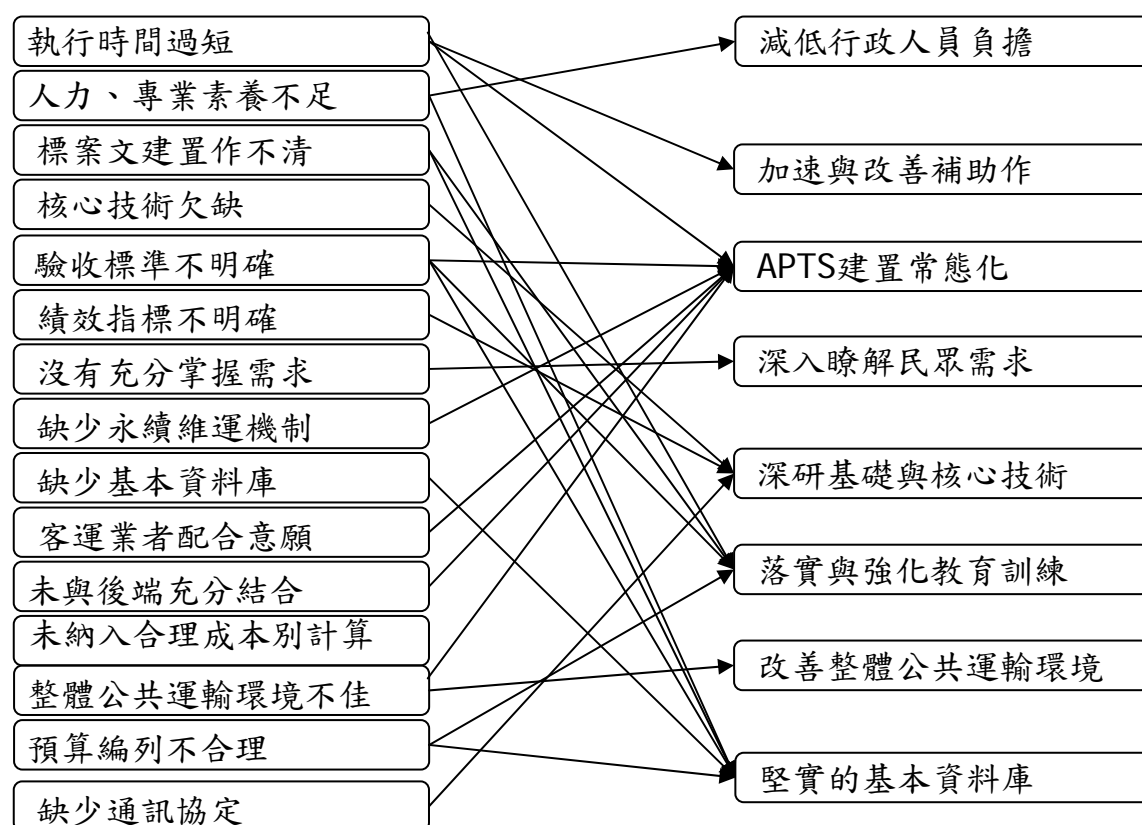 執行時間過短
人力、專業素養不足
標案文建置作不清
核心技術欠缺
驗收標準不明確
績效指標不明確
沒有充分掌握需求
缺少永續維運機制
缺少基本資料庫
客運業者配合意願
未與後端充分結合
未納入合理成本別計算
整體公共運輸環境不佳
預算編列不合理
缺少通訊協定
減低行政人員負擔
加速與改善補助作
APTS建置常態化
深入瞭解民眾需求
深研基礎與核心技術
落實與強化教育訓練
改善整體公共運輸環境
堅實的基本資料庫